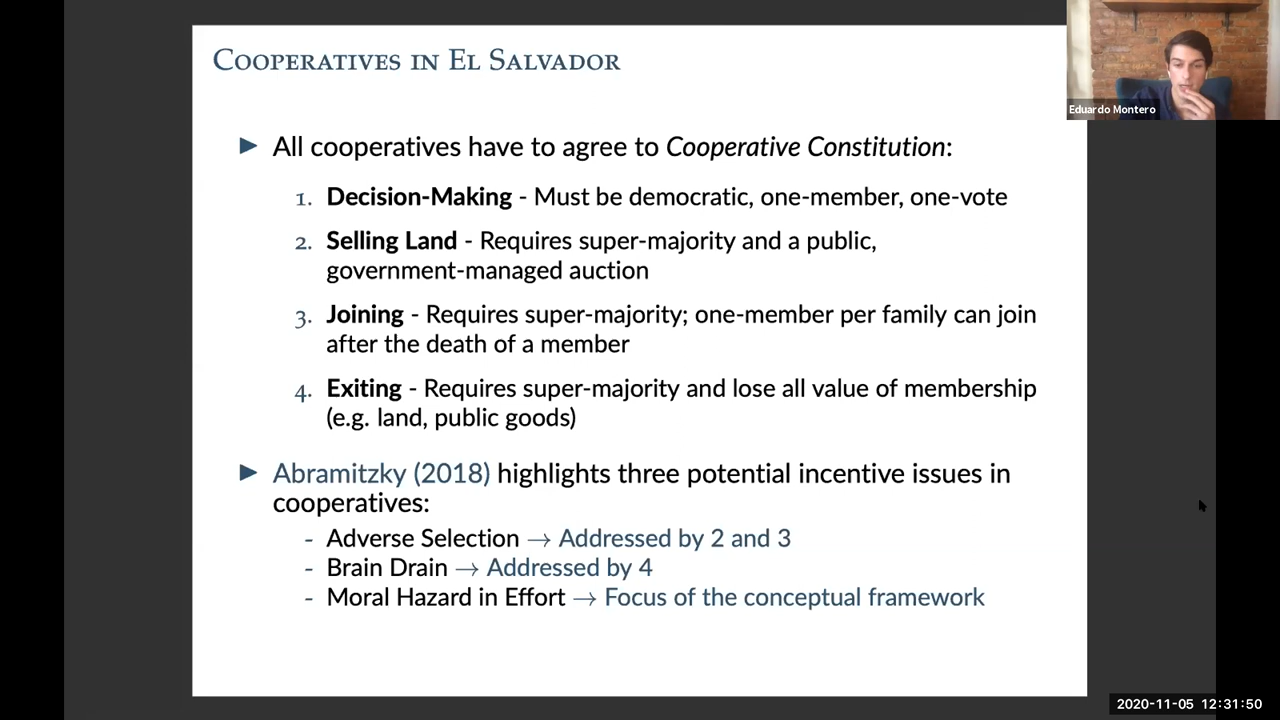 COOPERATIVES IN EL SALVADOR
► All cooperatives have to agree to Cooperative Constitution:
1. Decision-Making - Must be democratic, one-member, one-vote
2. Selling Land - Requires super-majority and a public,
government-managed auction
3. Joining - Requires super-majority; one-member per family can join
after the death of a member
4. Exiting - Requires super-majority and lose all value of membership
(e.g. land, public goods)
► Abramitzky (2018) highlights three potential incentive issues in
cooperatives:
- Adverse Selection → Addressed by 2 and 3
- Brain Drain → Addressed by 4
- Moral Hazard in Effort → Focus of the conceptual framework
Eduardo Montero
2020-11-05 12:31:50